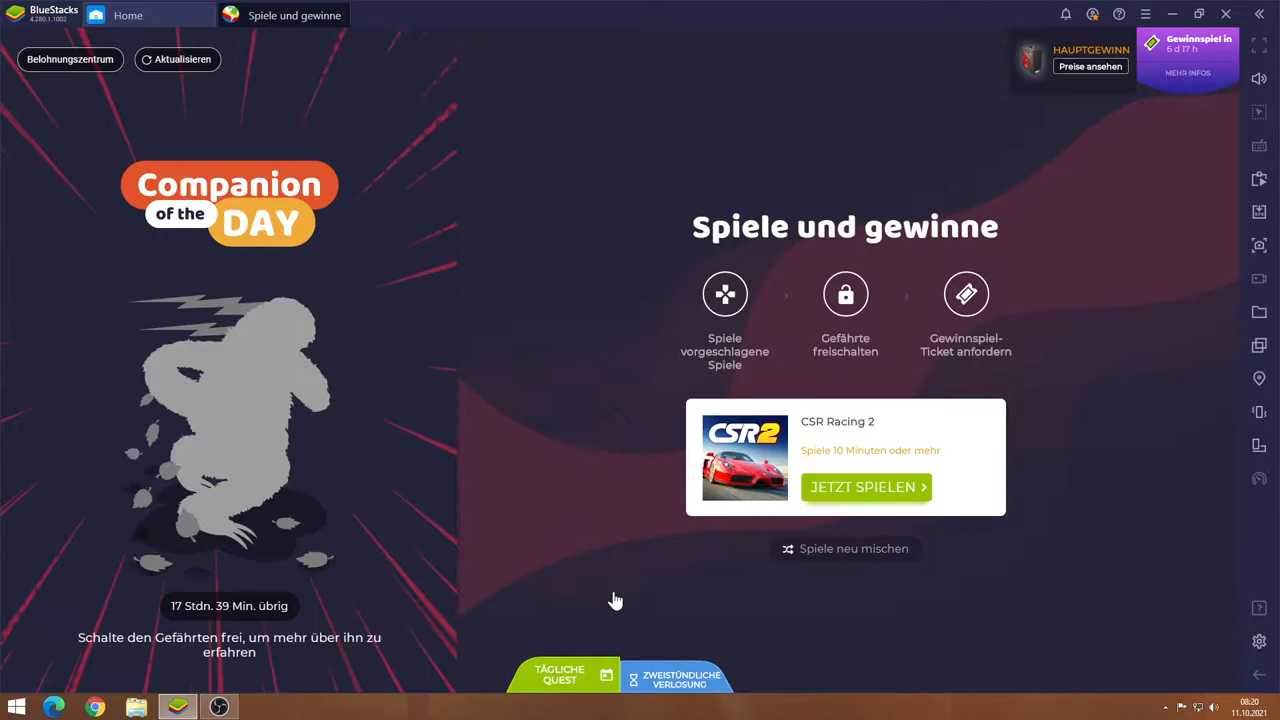 BlueStacks
4.280.1.1002
Home
Spiele und gewinne
Belohnungszentrum
Aktualisieren
HAUPTGEWINN
Preise ansehen
Gewinnspiel in
6 d 17 h
MEHR INFOS
Companion
of the
DAY
17 Stdn. 39 Min. übrig
Schalte den Gefährten frei, um mehr über ihn zu
erfahren
Spiele und gewinne
Spiele
vorgeschlagene
Spiele
Gefährte
freischalten
Gewinnspiel-
Ticket anfordern
CSR2
CSR Racing 2
Spiele 10 Minuten oder mehr
JETZT SPIELEN
Spiele neu mischen
TÄGLICHE
QUEST
ZWEISTÜNDLICHE
VERLOSUNG
08:20
11.10.2021